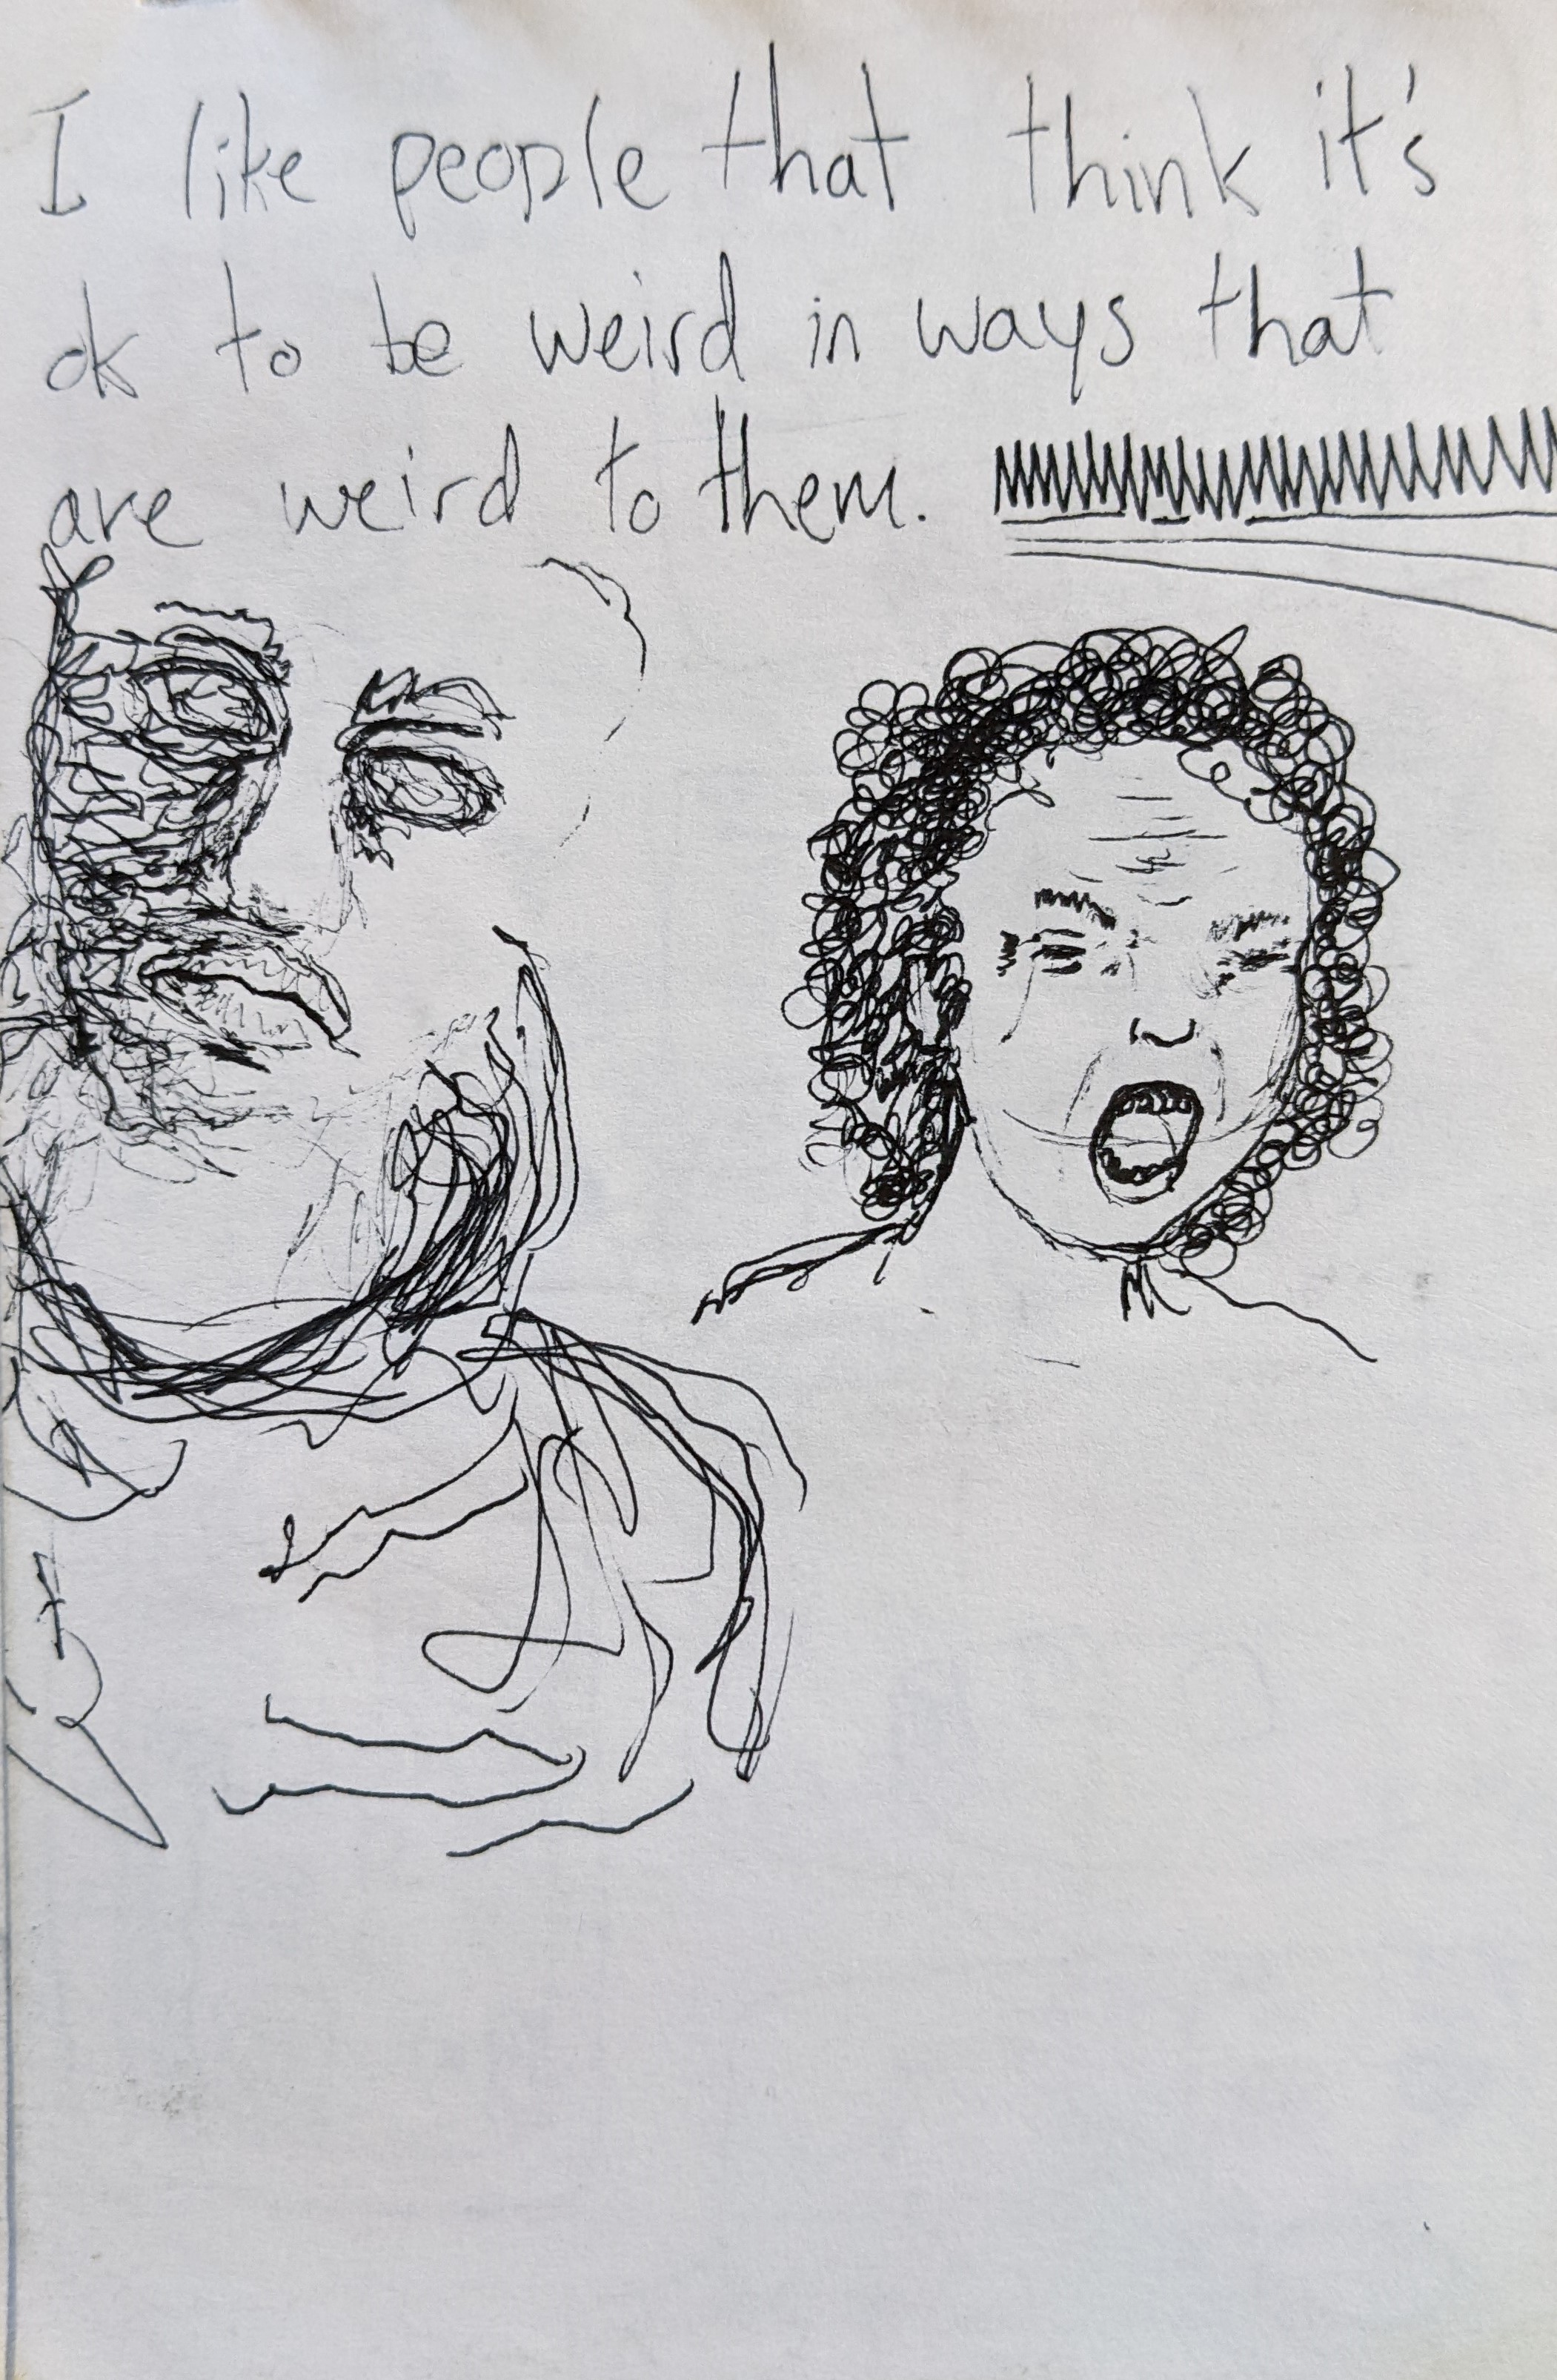 I like people that think it's
ok to be weird in ways that
are weird to them.